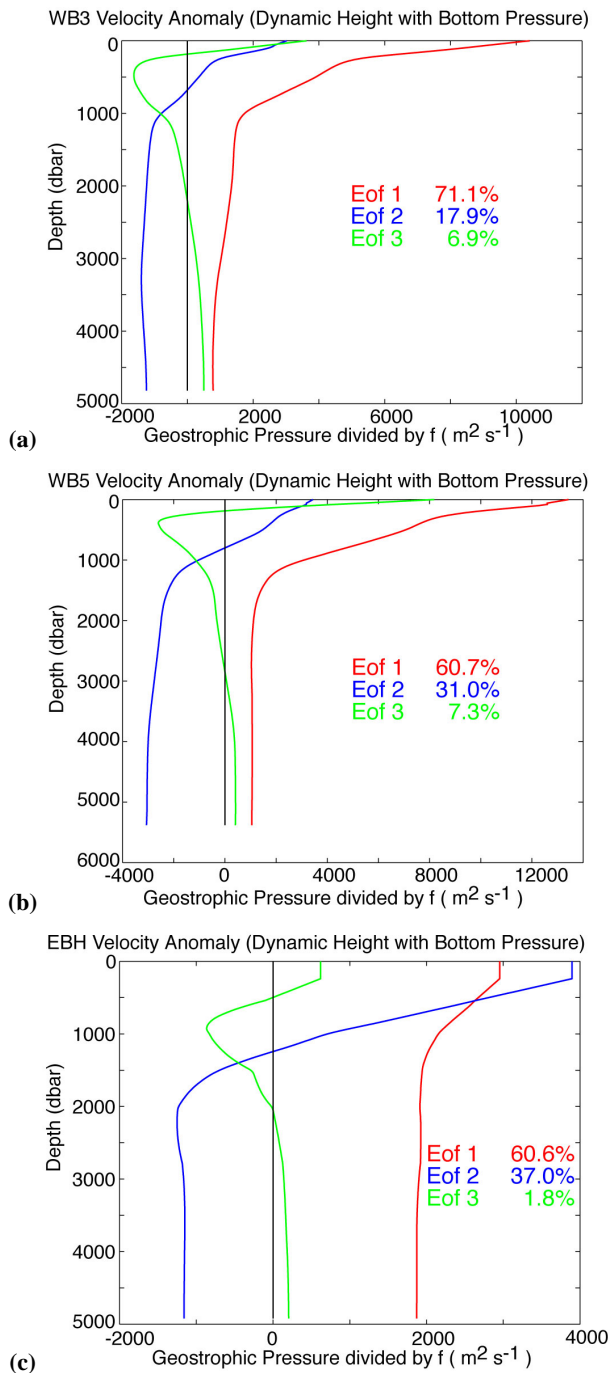 WB3 Velocity Anomaly (Dynamic Height with Bottom Pressure)
0
1000
2000
3000
4000
5000
Depth (dbar)
Eof 1 71.1%
Eof 2 17.9%
Eof 3 6.9%
-2000 2000 6000 10000
Geostrophic Pressure divided by f ( m2 s-1 )
(a)
WB5 Velocity Anomaly (Dynamic Height with Bottom Pressure)
0
1000
2000
3000
4000
5000
6000
Depth (dbar)
Eof 1 60.7%
Eof 2 31.0%
Eof 3 7.3%
-4000 0 4000 8000 12000
Geostrophic Pressure divided by f ( m2 s-1 )
(b)
EBH Velocity Anomaly (Dynamic Height with Bottom Pressure)
0
1000
2000
3000
4000
5000
Depth (dbar)
Eof 1 60.6%
Eof 2 37.0%
Eof 3 1.8%
-2000 0 2000 4000
Geostrophic Pressure divided by f ( m2 s-1 )
(c)